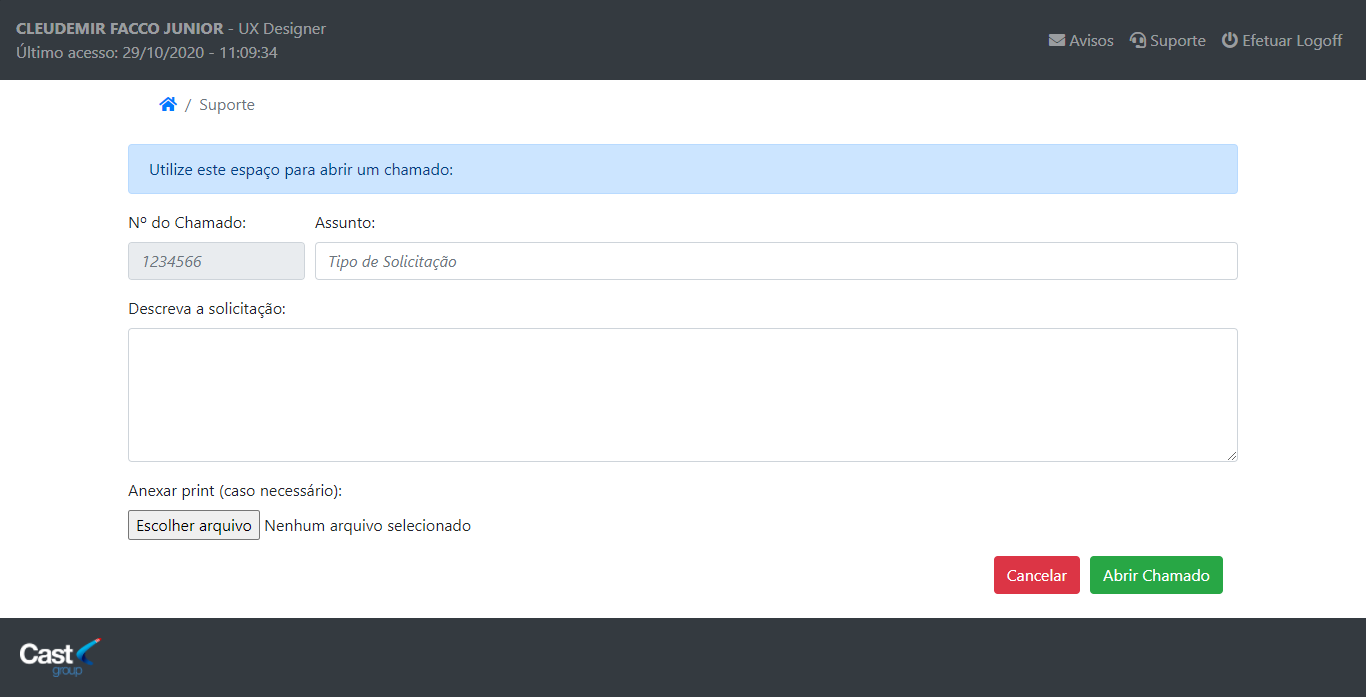 CLEUDEMIR FACCO JUNIOR - UX Designer
Último acesso: 29/10/2020 - 11:09:34
Avisos Suporte Efetuar Logoff
/ Suporte
Utilize este espaço para abrir um chamado:
Nº do Chamado: Assunto:
1234566 Tipo de Solicitação
Descreva a solicitação:
Anexar print (caso necessário):
Escolher arquivo Nenhum arquivo selecionado
Cancelar Abrir Chamado
Cast
group